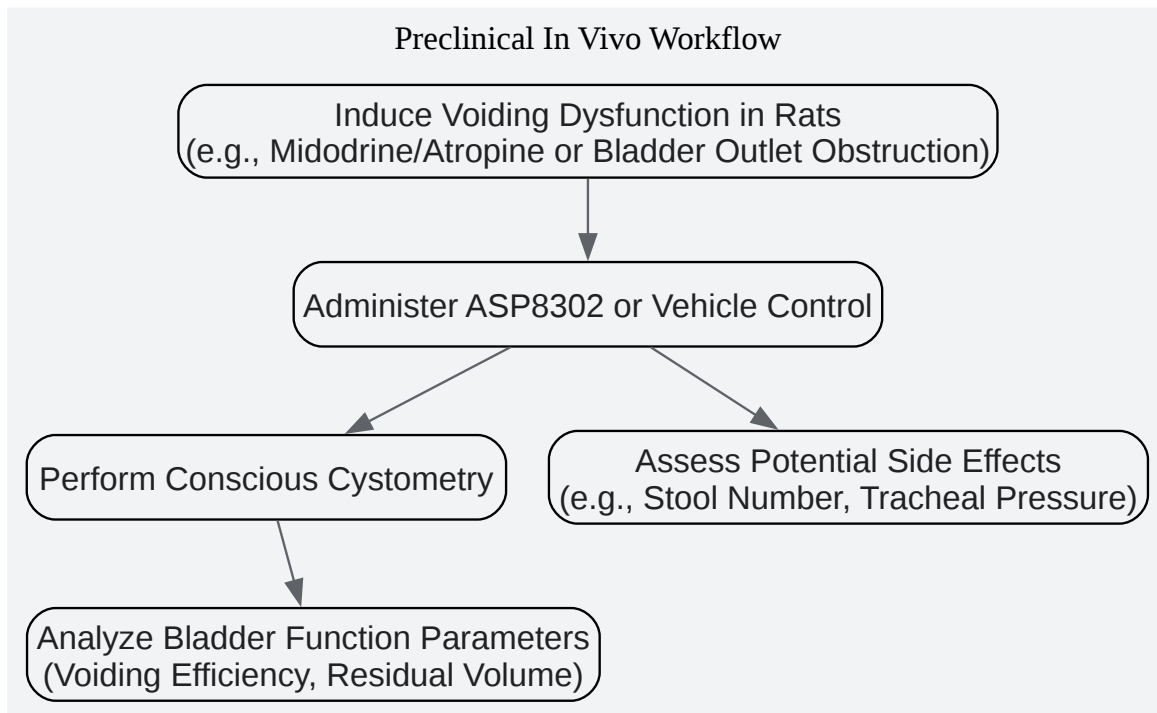 Preclinical In Vivo Workflow
Induce Voiding Dysfunction in Rats
(e.g., Midodrine/Atropine or Bladder Outlet Obstruction)
Administer ASP8302 or Vehicle Control
Perform Conscious Cystometry
Assess Potential Side Effects
(e.g., Stool Number, Tracheal Pressure)
Analyze Bladder Function Parameters
(Voiding Efficiency, Residual Volume)